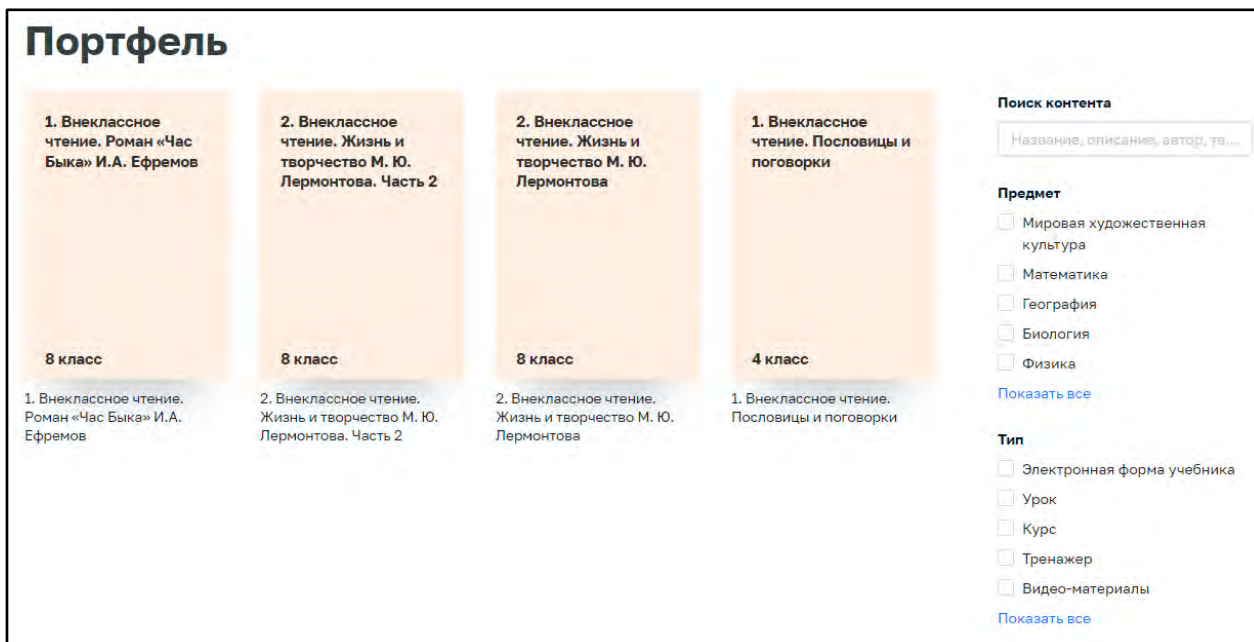 Портфель
1. Внеклассное
чтение. Роман «Час
Быка» И.А. Ефремов
8 класс
1. Внеклассное чтение.
Роман «Час Быка» И.А.
Ефремов
2. Внеклассное
чтение. Жизнь и
творчество М. Ю.
Лермонтова. Часть 2
8 класс
2. Внеклассное чтение.
Жизнь и творчество М. Ю.
Лермонтова. Часть 2
2. Внеклассное
чтение. Жизнь и
творчество М. Ю.
Лермонтова
8 класс
2. Внеклассное чтение.
Жизнь и творчество М. Ю.
Лермонтова
1. Внеклассное
чтение. Пословицы и
поговорки
4 класс
1. Внеклассное чтение.
Пословицы и поговорки
Поиск контента
Название, описание, автор, те...
Предмет
Мировая художественная
культура
Математика
География
Биология
Физика
Показать все
Тип
Электронная форма учебника
Урок
Курс
Тренажер
Видео-материалы
Показать все